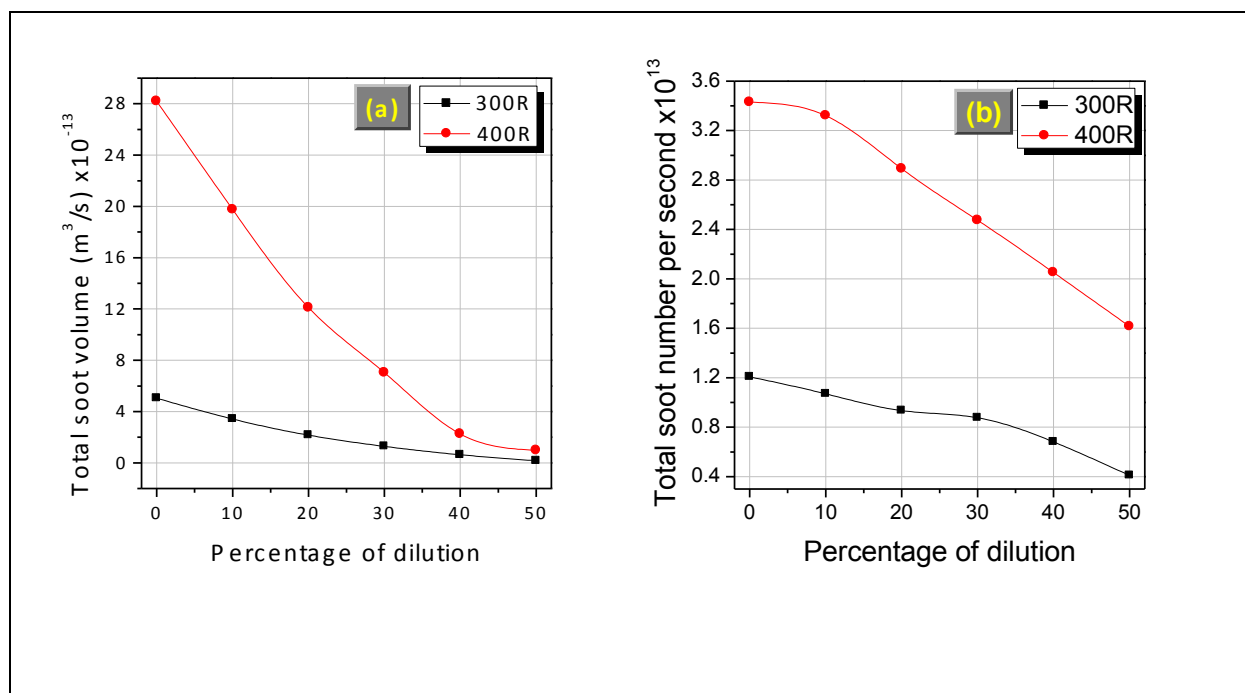 (a)
300R
400R
Total soot volume (m³/s) x10⁻¹³
28
24
20
16
12
8
4
0
0 10 20 30 40 50
Percentage of dilution
(b)
300R
400R
Total soot number per second x10¹³
3.6
3.2
2.8
2.4
2.0
1.6
1.2
0.8
0.4
0 10 20 30 40 50
Percentage of dilution